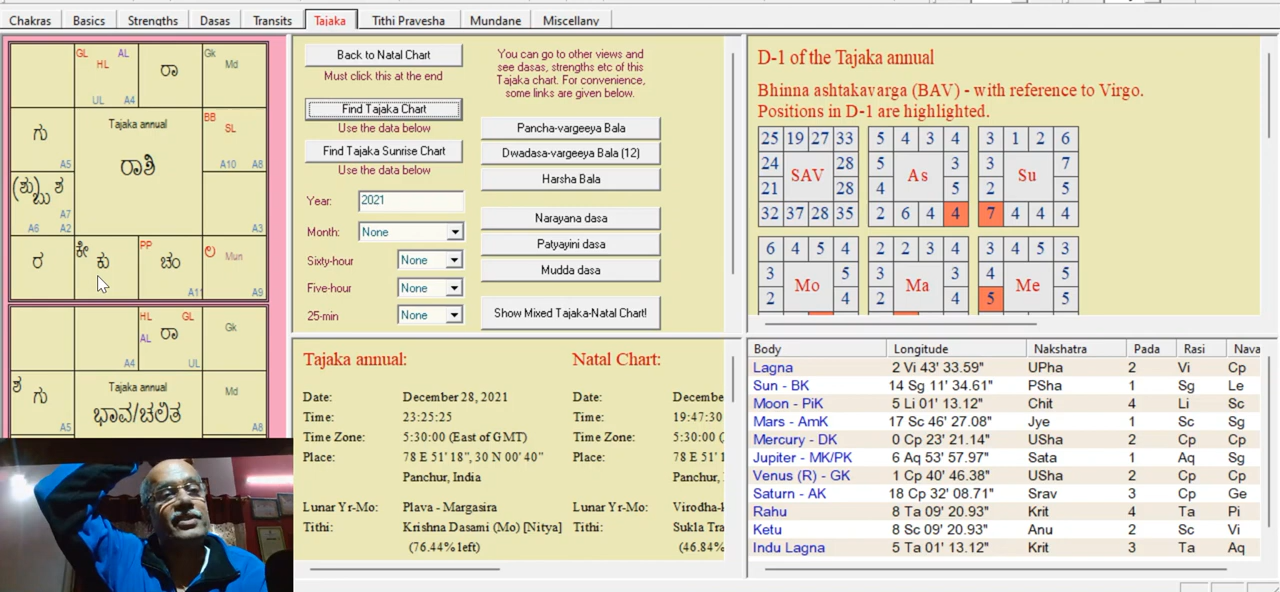 Chakras Basics Strengths Dasas Transits Tajaka Tithi Pravesha Mundane Miscellany
GL AL
HL
UL A4
ರಾ
Gk
Md
ಗು
A5
Tajaka annual
ರಾಶಿ
BB
SL
A10 A8
A7
A6 A2
A3
ರ
ಕೇ
ಕು
PP
ಚಂ
A11
ಲ
Mun
A9
HL GL
AL ರಾ
A4 UL
Gk
ಶ
ಗು
A5
Tajaka annual
ಭಾವ/ಚಲಿತ
Md
A8
Back to Natal Chart
Must click this at the end
Find Tajaka Chart
Use the data below
Find Tajaka Sunrise Chart
Use the data below
Year: 2021
Month: None
Sixty-hour None
Five-hour None
25-min None
You can go to other views and
see dasas, strengths etc of this
Tajaka chart. For convenience,
some links are given below.
Pancha-vargeeya Bala
Dwadasa-vargeeya Bala (12)
Harsha Bala
Narayana dasa
Patyayini dasa
Mudda dasa
Show Mixed Tajaka-Natal Chart!
D-1 of the Tajaka annual
Bhinna ashtakavarga (BAV) - with reference to Virgo.
Positions in D-1 are highlighted.
25 19 27 33 5 4 3 4 3 1 2 6
24 28 5 3 3 7
SAV As Su
21 28 4 5 2 5
32 37 28 35 2 6 4 4 7 4 4 4
6 4 5 4 2 2 3 4 3 4 5 3
3 5 3 3 4 5
Mo Ma Me
2 4 2 4 5 5
Tajaka annual: Natal Chart:
Date: December 28, 2021 Date: Decembe
Time: 23:25:25 Time: 19:47:30
Time Zone: 5:30:00 (East of GMT) Time Zone: 5:30:00 (
Place: 78 E 51' 18", 30 N 00' 40" Place: 78 E 51' 1
Panchur, India Panchur,
Lunar Yr-Mo: Plava - Margasira Lunar Yr-Mo: Virodha-k
Tithi: Krishna Dasami (Mo) [Nitya] Tithi: Sukla Tra
(76.44% left) (46.84%
Body Longitude Nakshatra Pada Rasi Nava
Lagna 2 Vi 43' 33.59" UPha 2 Vi Cp
Sun - BK 14 Sg 11' 34.61" PSha 1 Sg Le
Moon - PiK 5 Li 01' 13.12" Chit 4 Li Sc
Mars - AmK 17 Sc 46' 27.08" Jye 1 Sc Sg
Mercury - DK 0 Cp 23' 21.14" USha 2 Cp Cp
Jupiter - MK/PK 6 Aq 53' 57.97" Sata 1 Aq Sg
Venus (R) - GK 1 Cp 40' 46.38" USha 2 Cp Cp
Saturn - AK 18 Cp 32' 08.71" Srav 3 Cp Ge
Rahu 8 Ta 09' 20.93" Krit 4 Ta Pi
Ketu 8 Sc 09' 20.93" Anu 2 Sc Vi
Indu Lagna 5 Ta 01' 13.12" Krit 3 Ta Aq